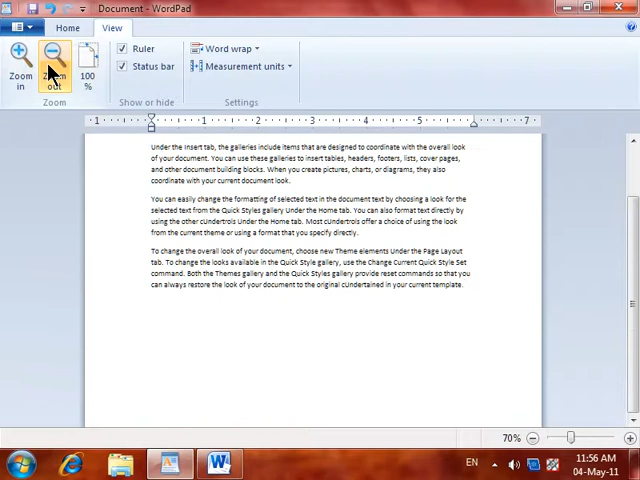 Document - WordPad
Home View
Zoom in
Zoom out
100 %
Ruler
Status bar
Word wrap
Measurement units
Zoom
Show or hide
Settings
1 1 2 3 4 5 7
Under the Insert tab, the galleries include items that are designed to coordinate with the overall look
of your document. You can use these galleries to insert tables, headers, footers, lists, cover pages,
and other document building blocks. When you create pictures, charts, or diagrams, they also
coordinate with your current document look.
You can easily change the formatting of selected text in the document text by choosing a look for the
selected text from the Quick Styles gallery Under the Home tab. You can also format text directly by
using the other cUndertrols Under the Home tab. Most cUndertrols offer a choice of using the look
from the current theme or using a format that you specify directly.
To change the overall look of your document, choose new Theme elements Under the Page Layout
tab. To change the looks available in the Quick Style gallery, use the Change Current Quick Style Set
command. Both the Themes gallery and the Quick Styles gallery provide reset commands so that you
can always restore the look of your document to the original cUndertained in your current template.
70%
EN
11:56 AM
04-May-11